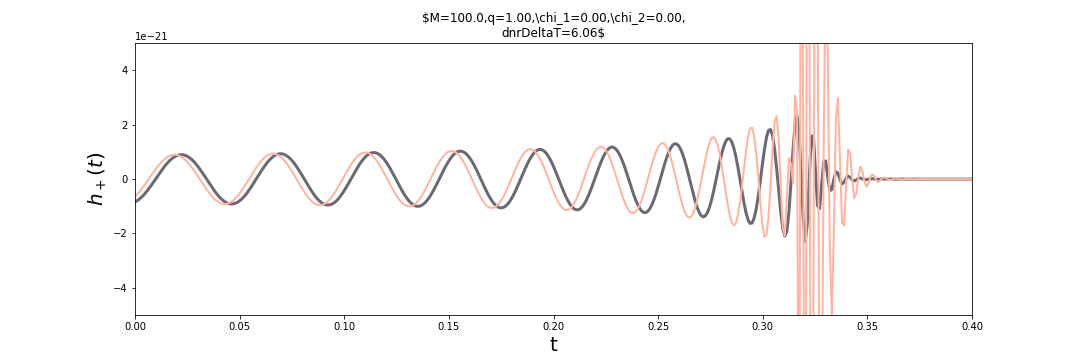 $M=100.0,q=1.00,\chi_1=0.00,\chi_2=0.00,
dnrDeltaT=6.06$
1e−21
4
2
0
−2
−4
h+(t)
0.00 0.05 0.10 0.15 0.20 0.25 0.30 0.35 0.40
t